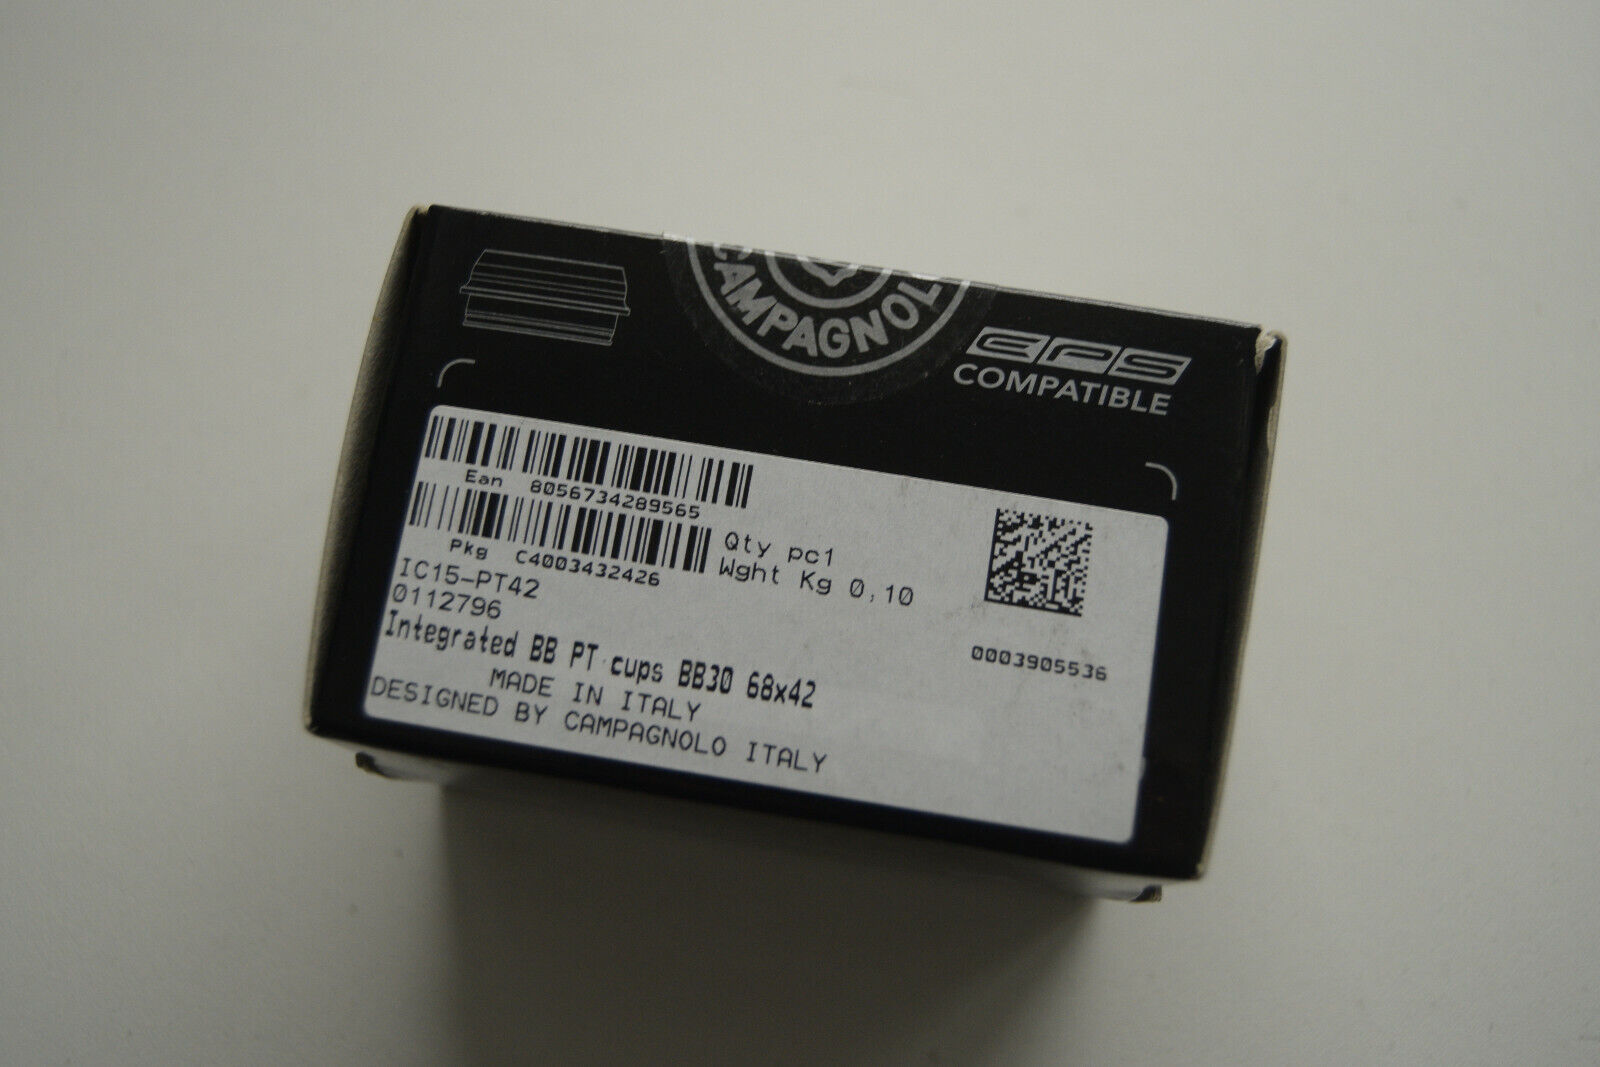 CAMPAGNOL
EPS
COMPATIBLE
Ean 8056734289565
Pkg C4003432426
Qty pc1
Wght Kg 0,10
IC15-PT42
0112796
Integrated BB PT cups BB30 68x42
MADE IN ITALY
DESIGNED BY CAMPAGNOLO ITALY
0003905536